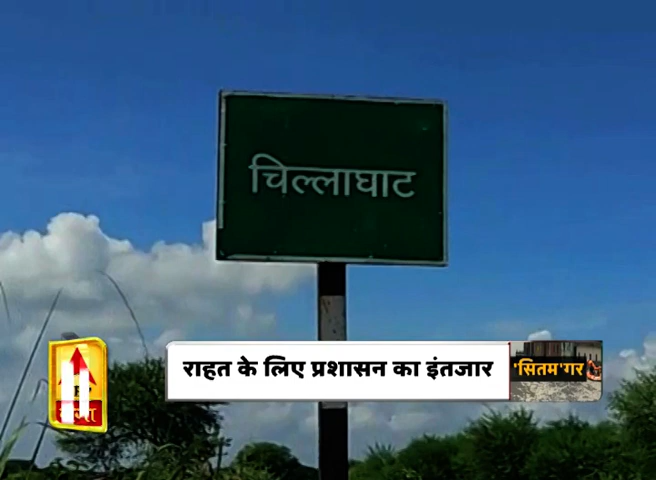 चिल्लाघाट
राहत के लिए प्रशासन का इंतजार
'सितम'गर